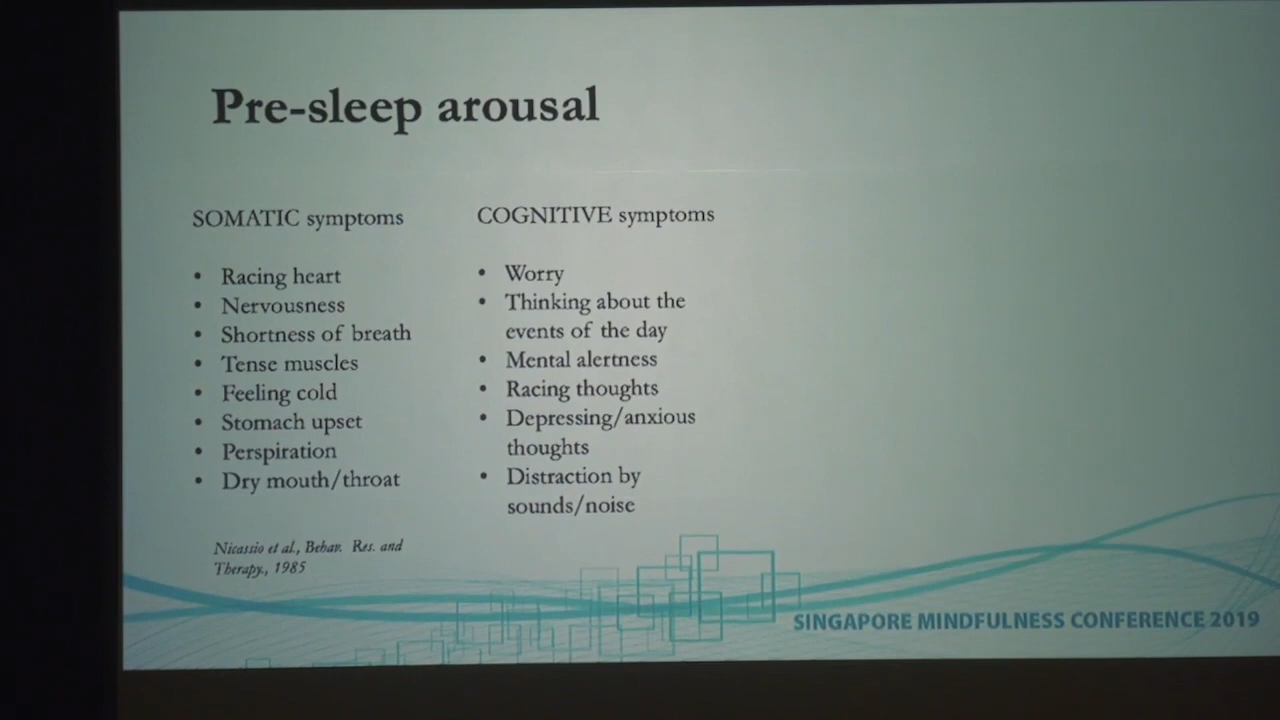 Pre-sleep arousal
SOMATIC symptoms
• Racing heart
• Nervousness
• Shortness of breath
• Tense muscles
• Feeling cold
• Stomach upset
• Perspiration
• Dry mouth/throat
Nicassio et al., Behav. Res. and
Therapy., 1985
COGNITIVE symptoms
• Worry
• Thinking about the
events of the day
• Mental alertness
• Racing thoughts
• Depressing/anxious
thoughts
• Distraction by
sounds/noise
SINGAPORE MINDFULNESS CONFERENCE 2019